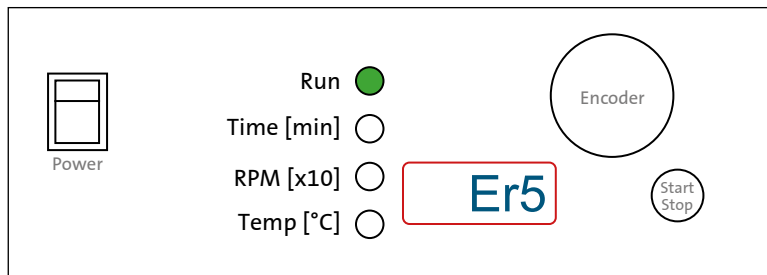 Run
Time [min]
RPM [x10]
Temp [°C]
Power
Er5
Encoder
Start
Stop